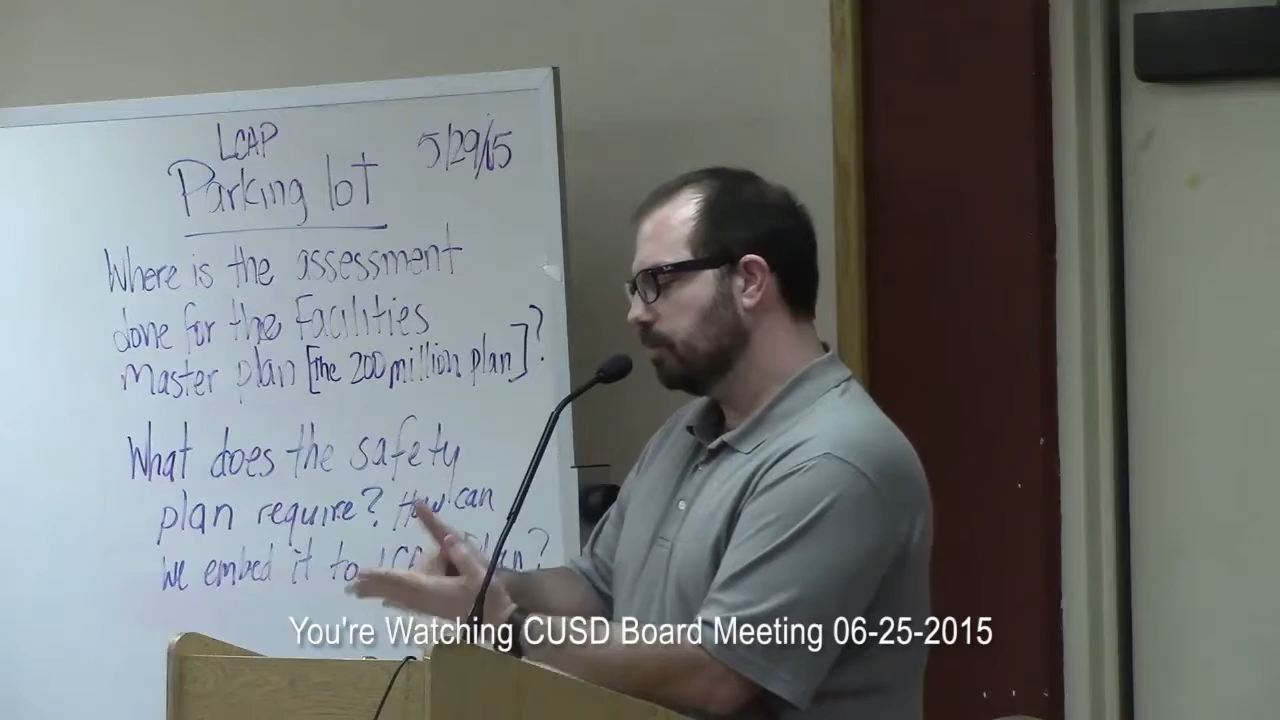 LCAP
Parking lot 5/29/15
Where is the assessment
done for the Facilities
Master plan [The 200 million plan]?
What does the safety
plan require? How can
we embed it to Plan?
You're Watching CUSD Board Meeting 06-25-2015